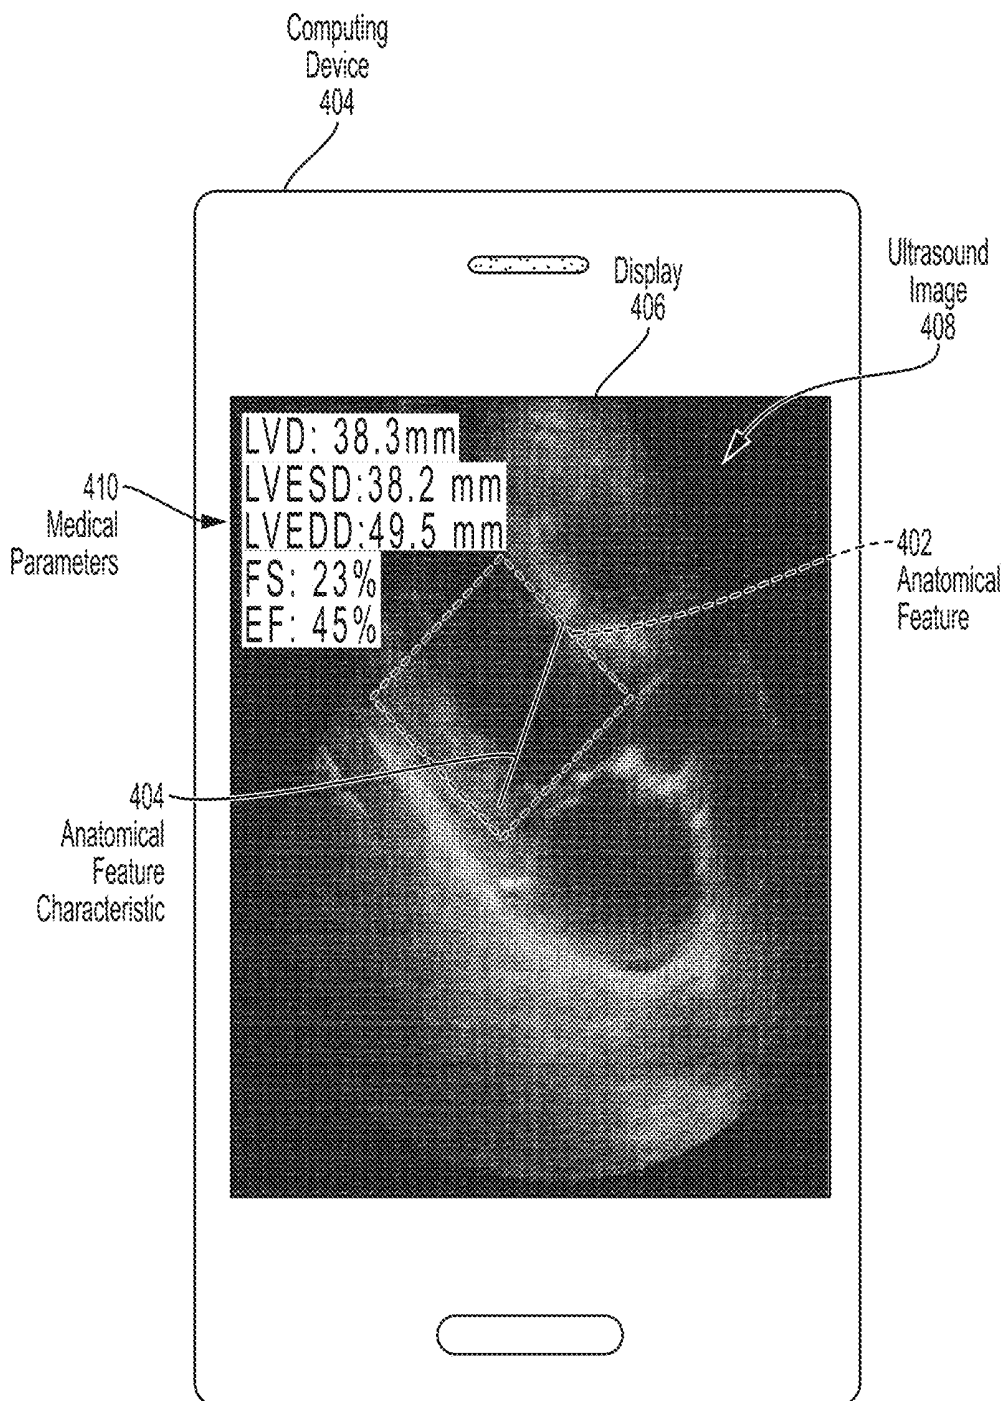 Computing
Device
404
Display
406
Ultrasound
Image
408
LVD: 38.3mm
LVESD:38.2 mm
LVEDD:49.5 mm
FS: 23%
EF: 45%
410
Medical
Parameters
402
Anatomical
Feature
404
Anatomical
Feature
Characteristic